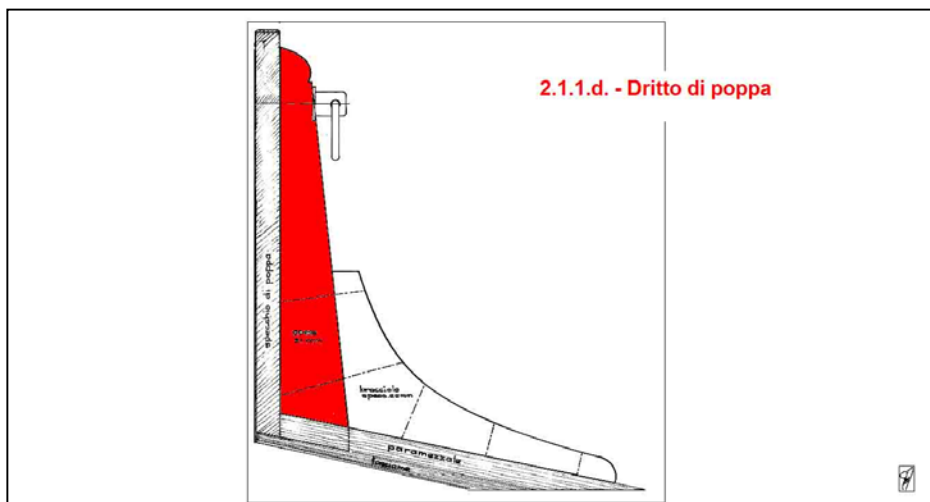 2.1.1.d. - Dritto di poppa
specchio di poppa
bracciolo
paramezzale